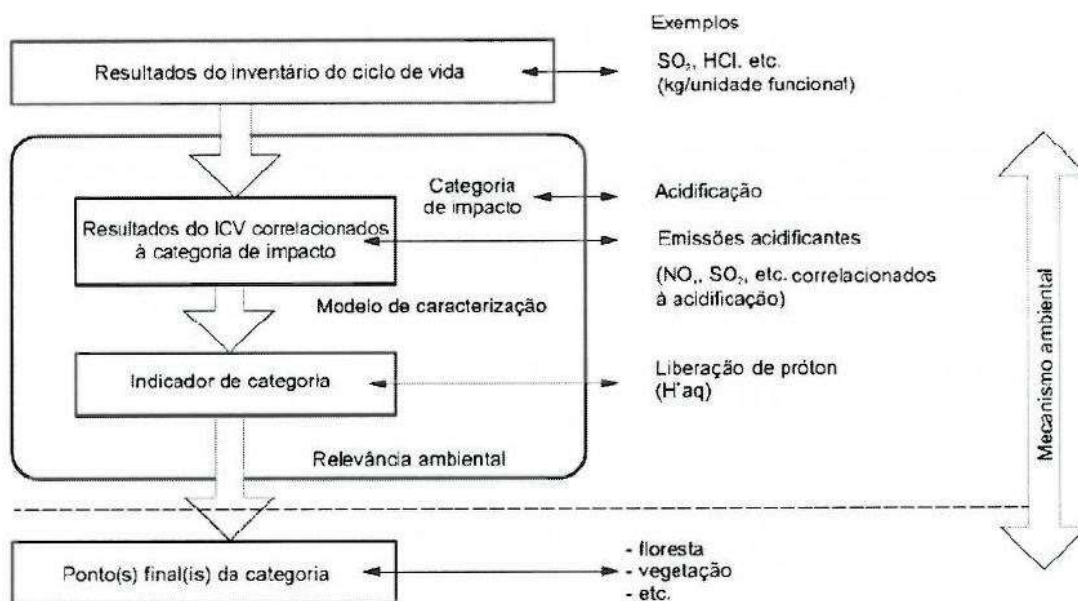 Exemplos
Resultados do inventário do ciclo de vida
SO₂, HCl. etc.
(kg/unidade funcional)
Categoria
de impacto
Acidificação
Resultados do ICV correlacionados
à categoria de impacto
Emissões acidificantes
(NOₓ, SO₂, etc. correlacionados
à acidificação)
Modelo de caracterização
Indicador de categoria
Liberação de próton
(H⁺aq)
Relevância ambiental
Mecanismo ambiental
Ponto(s) final(is) da categoria
- floresta
- vegetação
- etc.